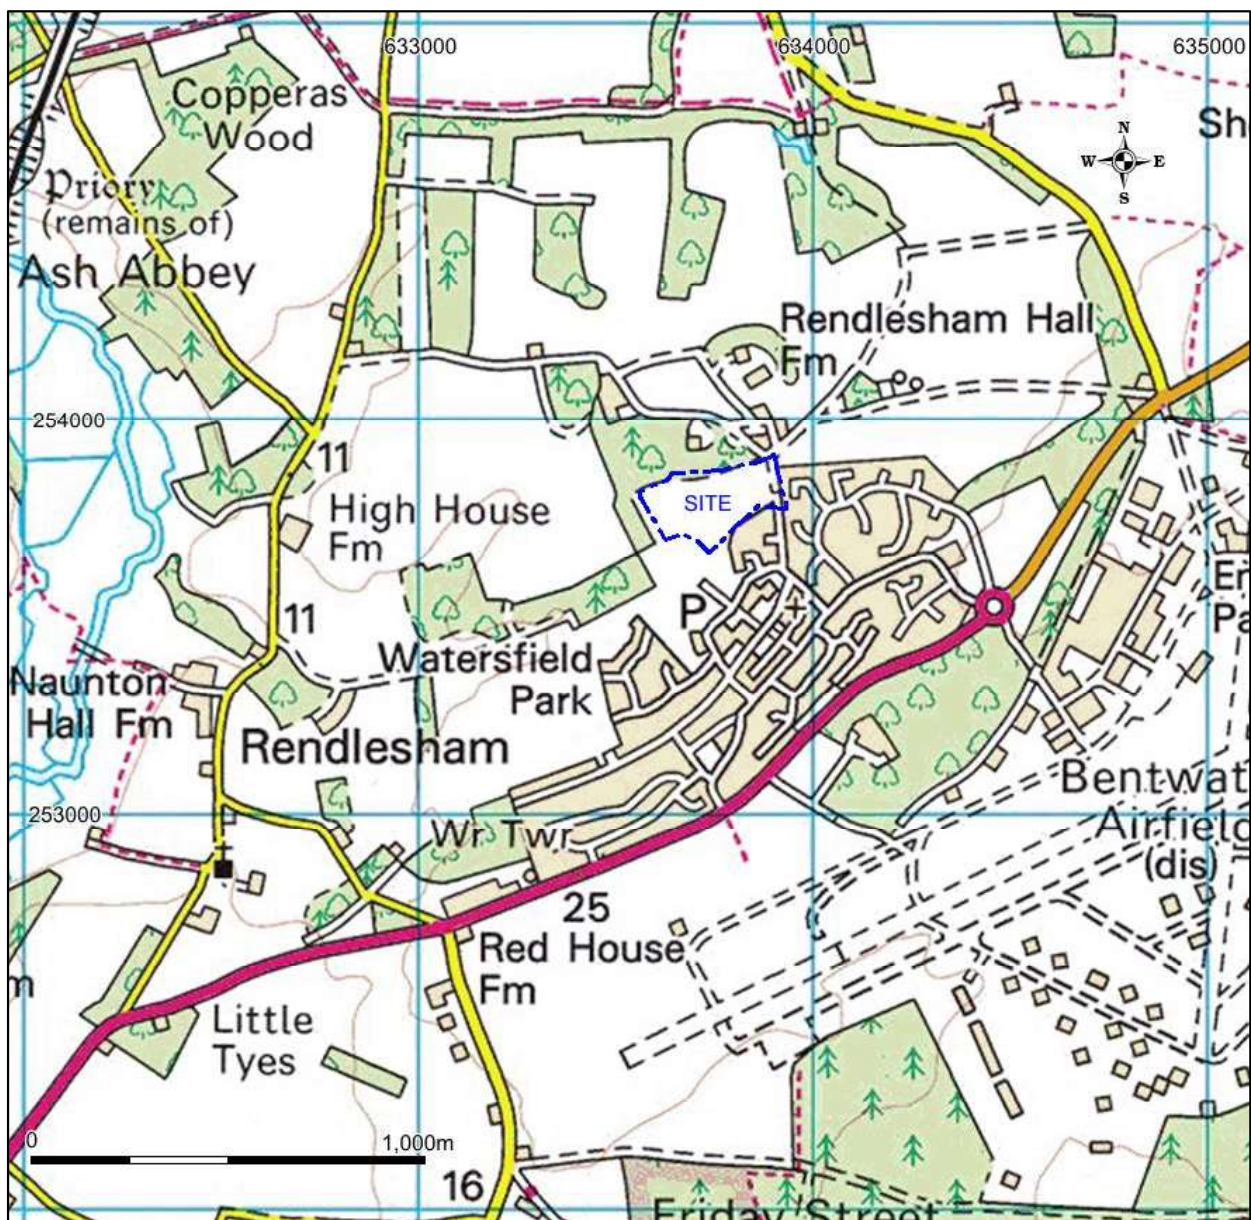 633000
634000
635000
Copperas
Wood
Sh
N
W
E
S
Priory
(remains of)
Ash Abbey
Rendlesham Hall
Fm
254000
11
High House
Fm
SITE
11
P
Er
Pa
Watersfield
Park
Naunton
Hall Fm
Rendlesham
Bentwat
Airfield
(dis)
253000
Wr Twr
25
Red House
Fm
m
Little
Tyes
0
1,000m
16
Friday Street